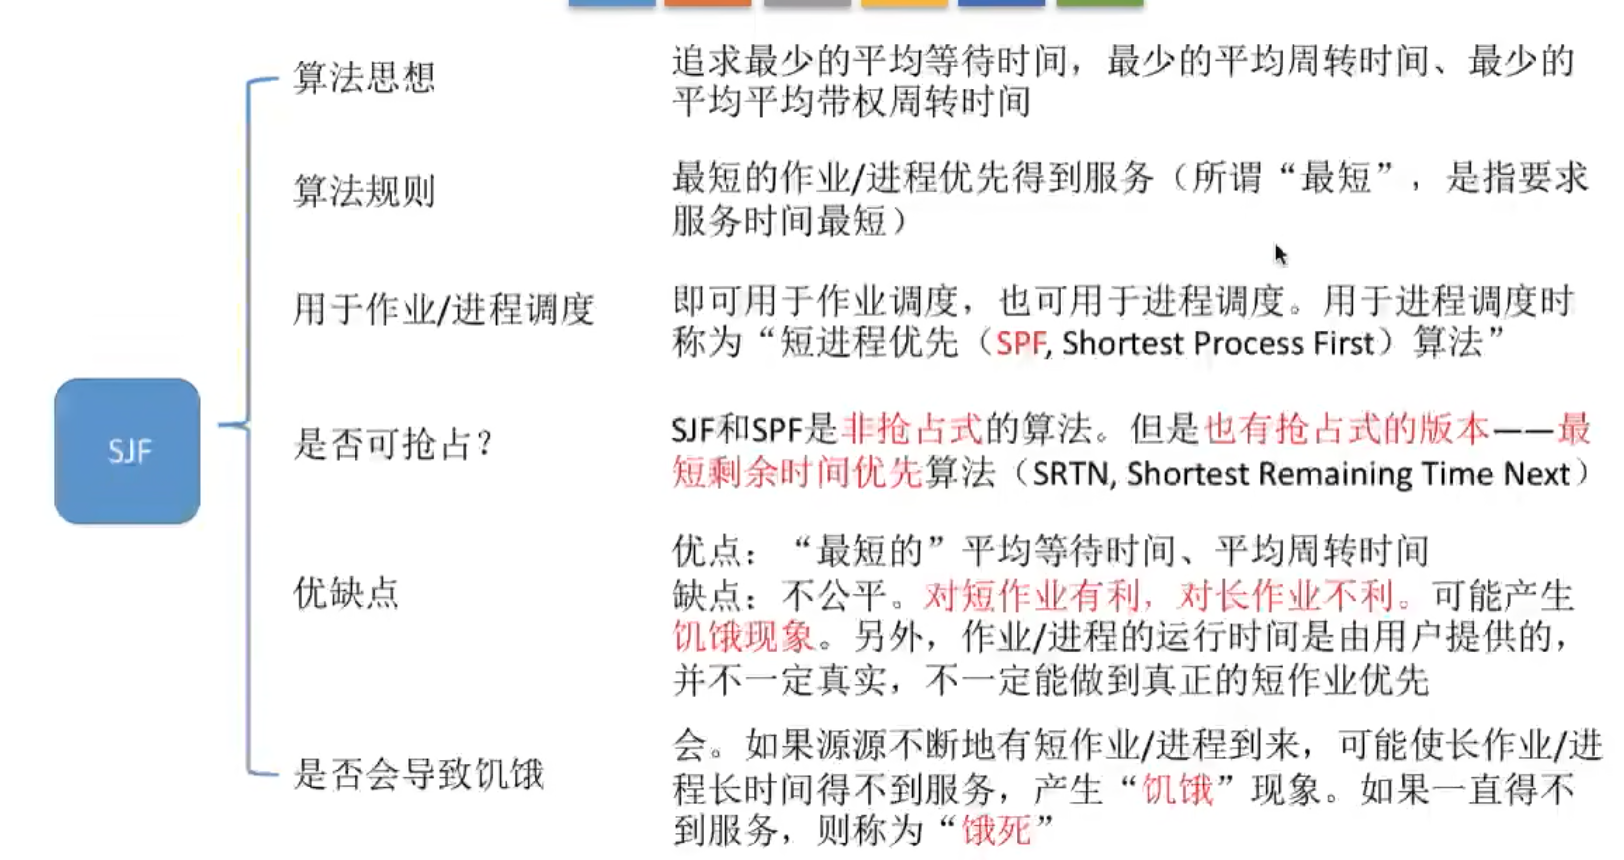 SJF
算法思想
追求最少的平均等待时间，最少的平均周转时间、最少的
平均平均带权周转时间
算法规则
最短的作业/进程优先得到服务（所谓“最短”，是指要求
服务时间最短）
用于作业/进程调度
即可用于作业调度，也可用于进程调度。用于进程调度时
称为“短进程优先（SPF, Shortest Process First）算法”
是否可抢占？
SJF和SPF是非抢占式的算法。但是也有抢占式的版本——最
短剩余时间优先算法（SRTN, Shortest Remaining Time Next）
优缺点
优点：“最短的”平均等待时间、平均周转时间
缺点：不公平。对短作业有利，对长作业不利。可能产生
饥饿现象。另外，作业/进程的运行时间是由用户提供的，
并不一定真实，不一定能做到真正的短作业优先
是否会导致饥饿
会。如果源源不断地有短作业/进程到来，可能使长作业/进
程长时间得不到服务，产生“饥饿”现象。如果一直得不
到服务，则称为“饿死”